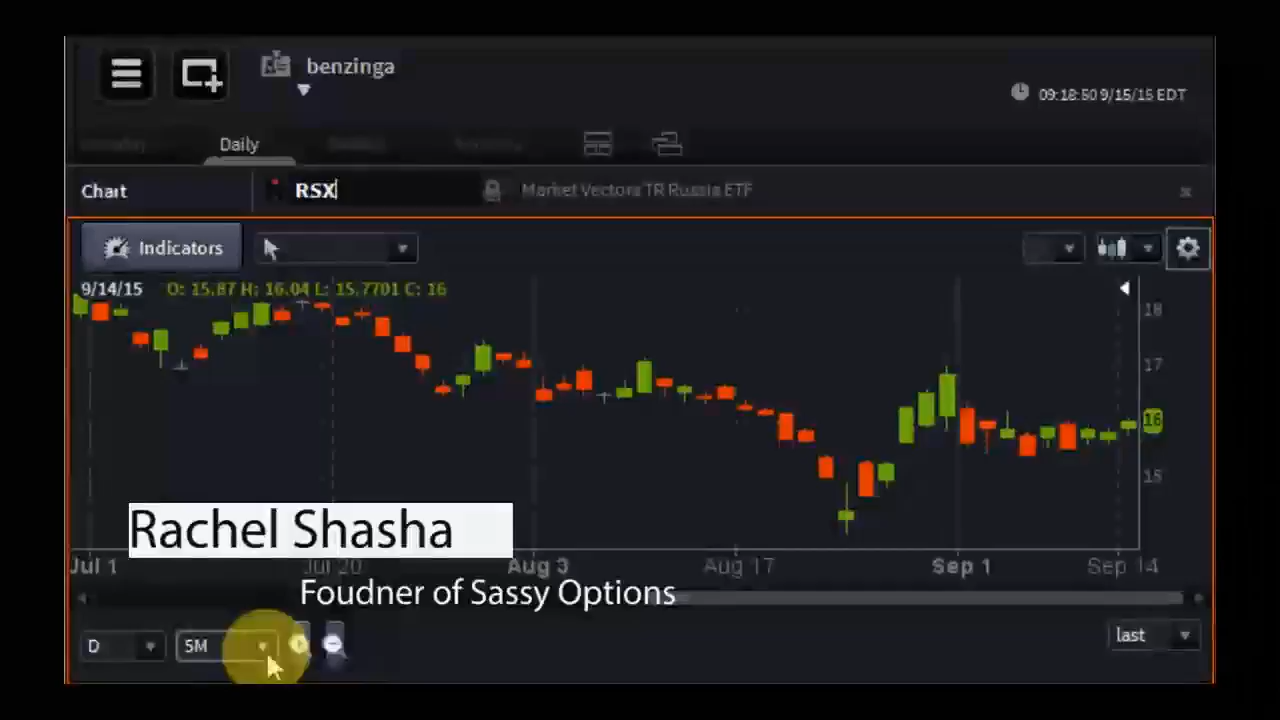 benzinga
09:18:50 9/15/15 EDT
Daily
Chart
RSX
Market Vectors TR Russia ETF
Indicators
9/14/15 O: 15.87 H: 16.04 L: 15.7701 C: 16
18
17
16
15
Rachel Shasha
Jul 1 Jul 20 Aug 3 Aug 17 Sep 1 Sep 14
Foudner of Sassy Options
D 5M last